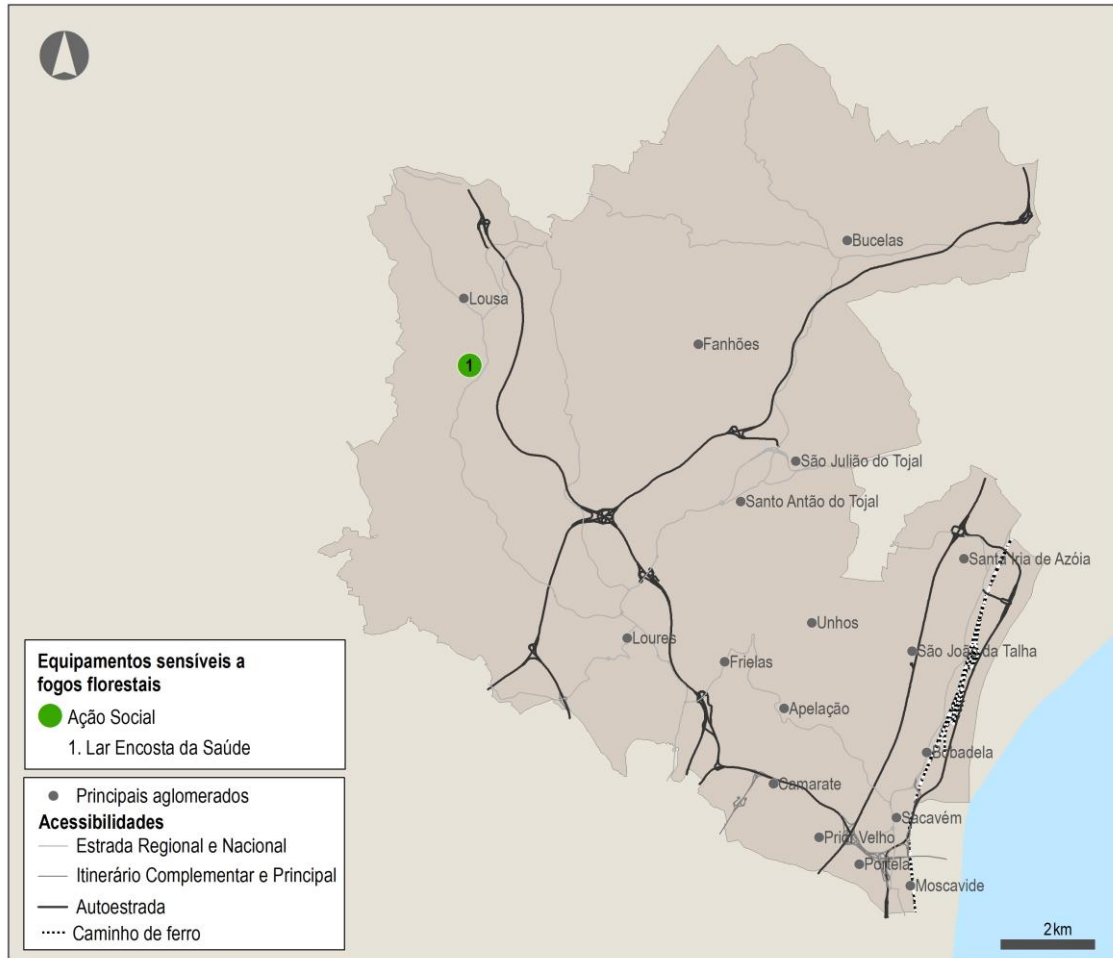 Bucelas
Lousa
Fanhões
1
São Julião do Tojal
Santo Antão do Tojal
Santa Iria de Azóia
Unhos
Loures
São João da Talha
Frielas
Apelação
Bobadela
Camarate
Sacavém
Prior Velho
Portela
Moscavide
Equipamentos sensíveis a
fogos florestais
Ação Social
1. Lar Encosta da Saúde
Principais aglomerados
Acessibilidades
Estrada Regional e Nacional
Itinerário Complementar e Principal
Autoestrada
Caminho de ferro
2 km